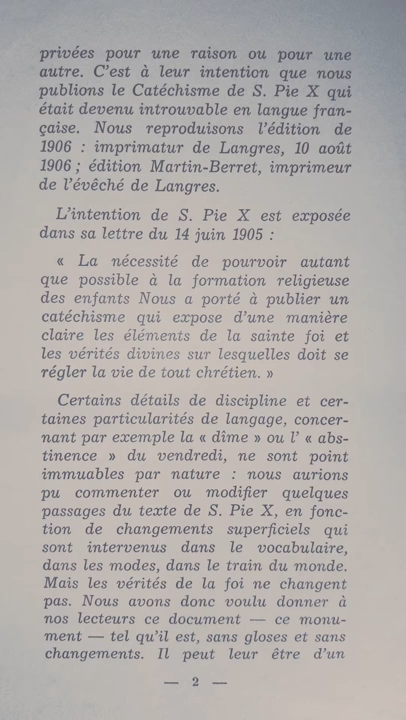 privées pour une raison ou pour une
autre. C'est à leur intention que nous
publions le Catéchisme de S. Pie X qui
était devenu introuvable en langue fran-
çaise. Nous reproduisons l'édition de
1906 : imprimatur de Langres, 10 août
1906 ; édition Martin-Berret, imprimeur
de l'évêché de Langres.
L'intention de S. Pie X est exposée
dans sa lettre du 14 juin 1905 :
« La nécessité de pourvoir autant
que possible à la formation religieuse
des enfants Nous a porté à publier un
catéchisme qui expose d'une manière
claire les éléments de la sainte foi et
les vérités divines sur lesquelles doit se
régler la vie de tout chrétien. »
Certains détails de discipline et cer-
taines particularités de langage, concer-
nant par exemple la « dîme » ou l' « abs-
tinence » du vendredi, ne sont point
immuables par nature : nous aurions
pu commenter ou modifier quelques
passages du texte de S. Pie X, en fonc-
tion de changements superficiels qui
sont intervenus dans le vocabulaire,
dans les modes, dans le train du monde.
Mais les vérités de la foi ne changent
pas. Nous avons donc voulu donner à
nos lecteurs ce document — ce monu-
ment — tel qu'il est, sans gloses et sans
changements. Il peut leur être d'un
— 2 —